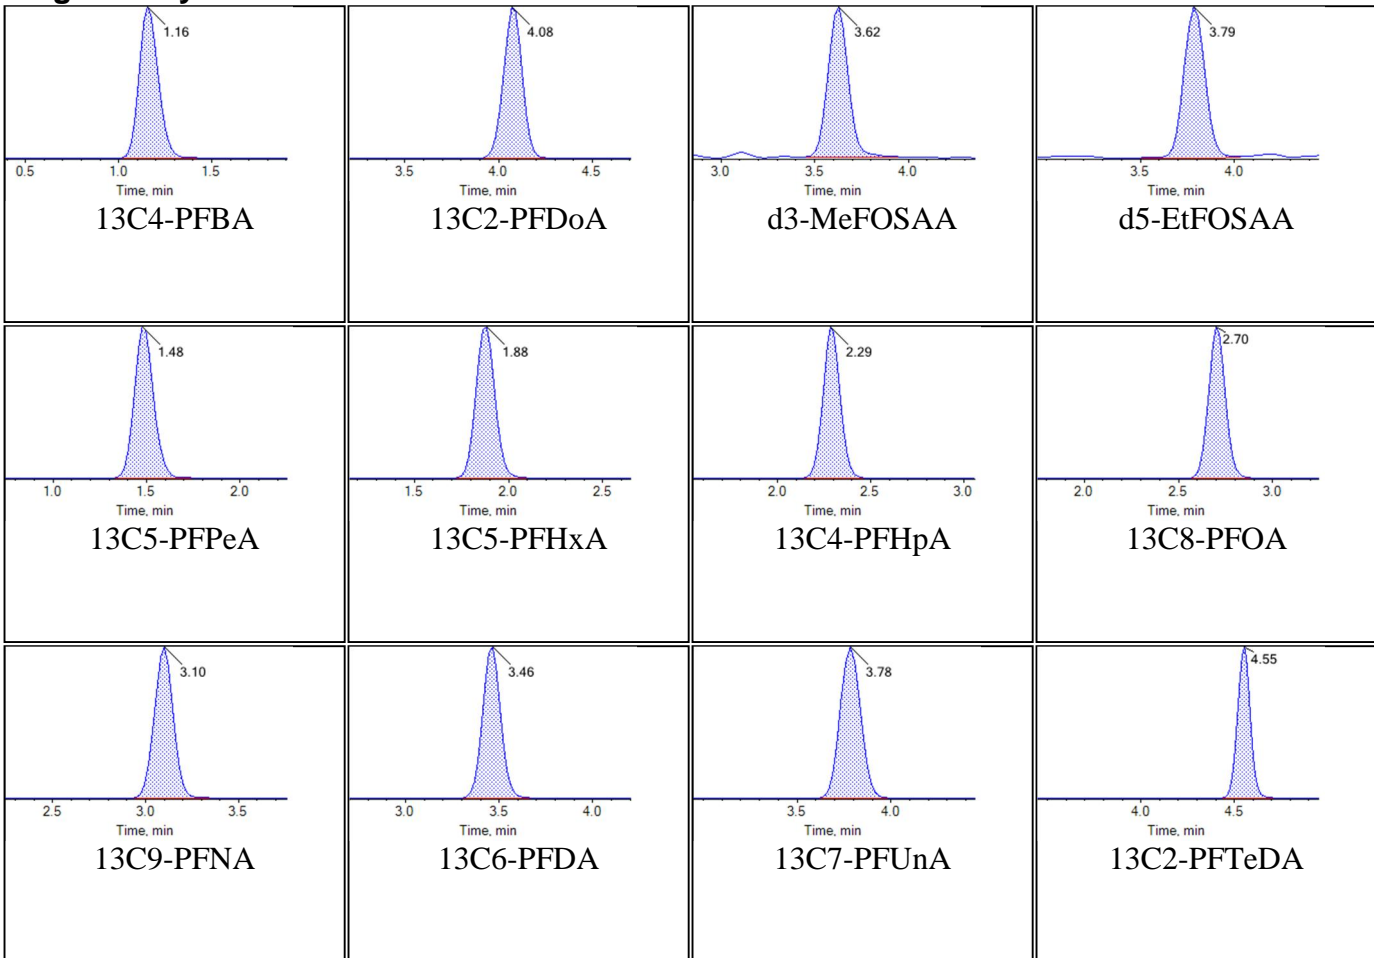 1.16
0.5 1.0 1.5
Time, min
13C4-PFBA
4.08
3.5 4.0 4.5
Time, min
13C2-PFDoA
3.62
3.0 3.5 4.0
Time, min
d3-MeFOSAA
3.79
3.5 4.0
Time, min
d5-EtFOSAA
1.48
1.0 1.5 2.0
Time, min
13C5-PFPeA
1.88
1.5 2.0 2.5
Time, min
13C5-PFHxA
2.29
2.0 2.5 3.0
Time, min
13C4-PFHpA
2.70
2.0 2.5 3.0
Time, min
13C8-PFOA
3.10
2.5 3.0 3.5
Time, min
13C9-PFNA
3.46
3.0 3.5 4.0
Time, min
13C6-PFDA
3.78
3.5 4.0
Time, min
13C7-PFUnA
4.55
4.0 4.5
Time, min
13C2-PFTeDA